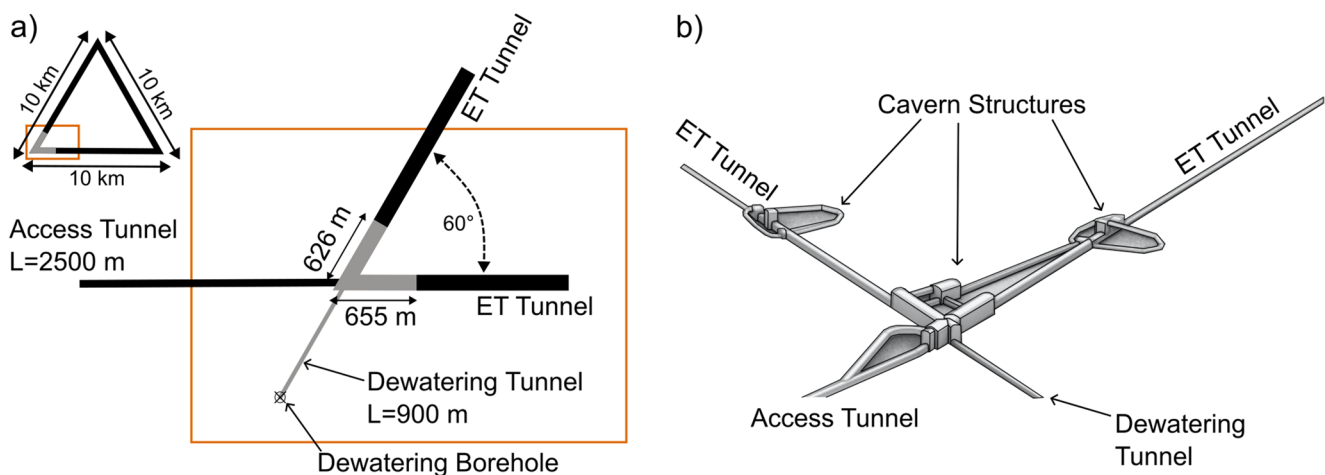 a)
10 km
10 km
10 km
Access Tunnel
L=2500 m
626 m
655 m
60°
ET Tunnel
ET Tunnel
Dewatering Tunnel
L=900 m
Dewatering Borehole
b)
Cavern Structures
ET Tunnel
ET Tunnel
Access Tunnel
Dewatering
Tunnel